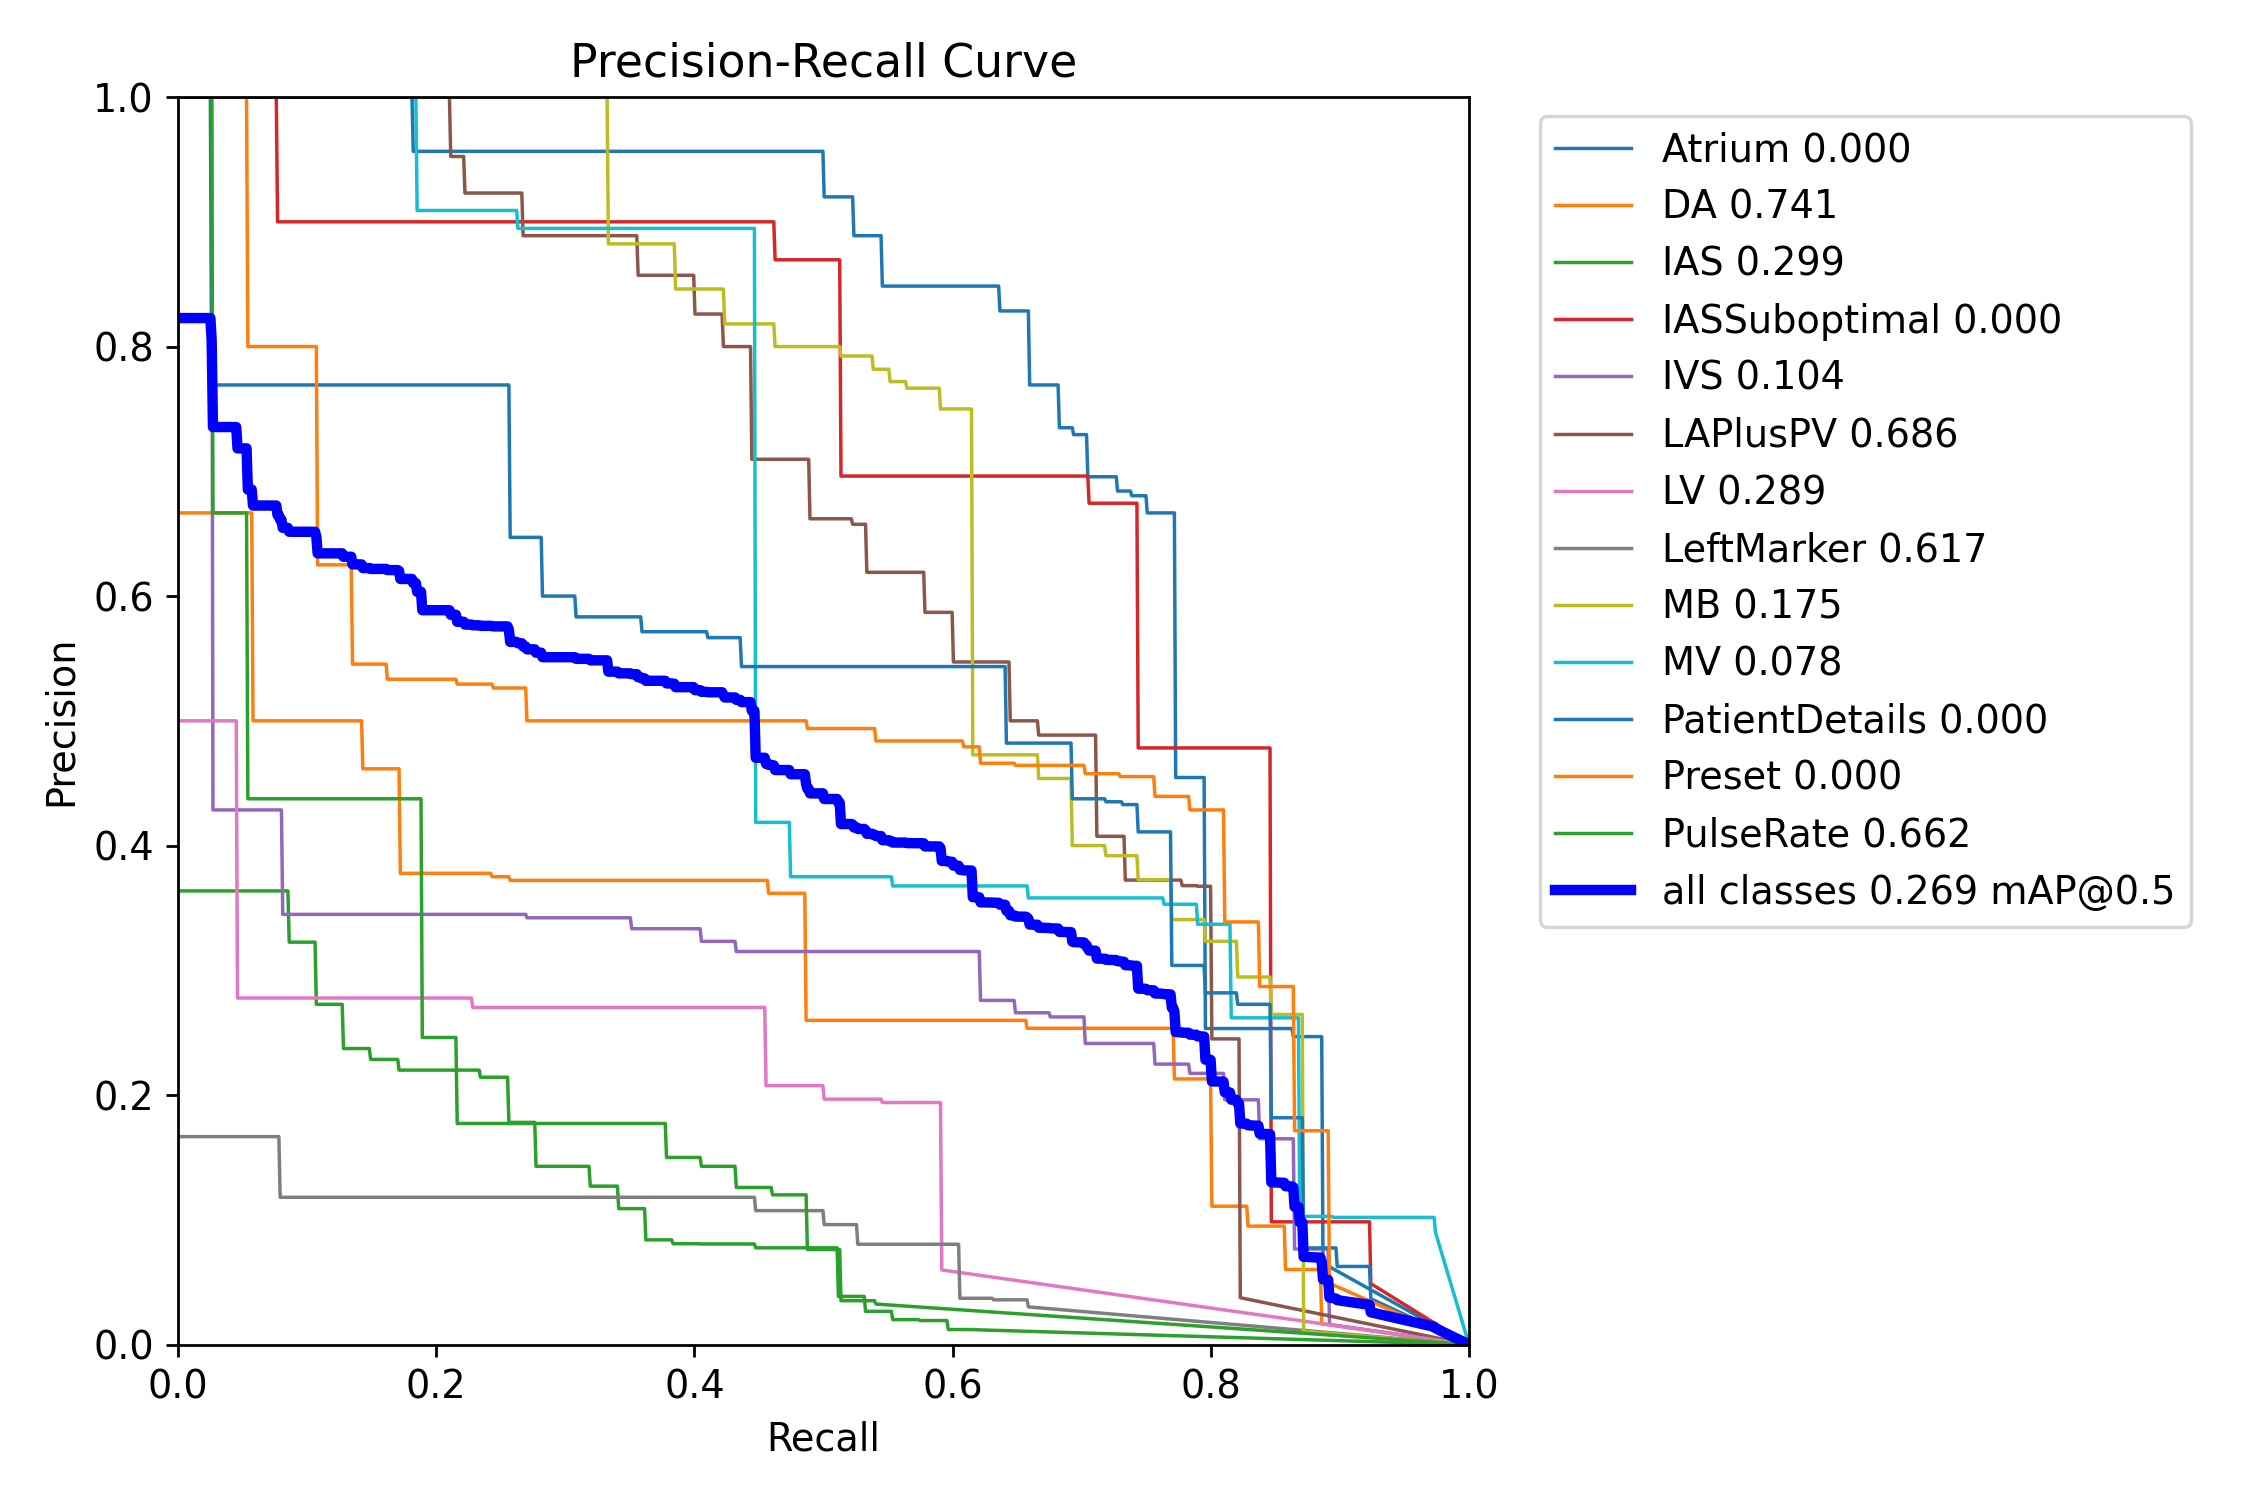 Precision-Recall Curve
1.0
0.8
0.6
0.4
0.2
0.0
Precision
0.0 0.2 0.4 0.6 0.8 1.0
Recall
Atrium 0.000
DA 0.741
IAS 0.299
IASSuboptimal 0.000
IVS 0.104
LAPlusPV 0.686
LV 0.289
LeftMarker 0.617
MB 0.175
MV 0.078
PatientDetails 0.000
Preset 0.000
PulseRate 0.662
all classes 0.269 mAP@0.5